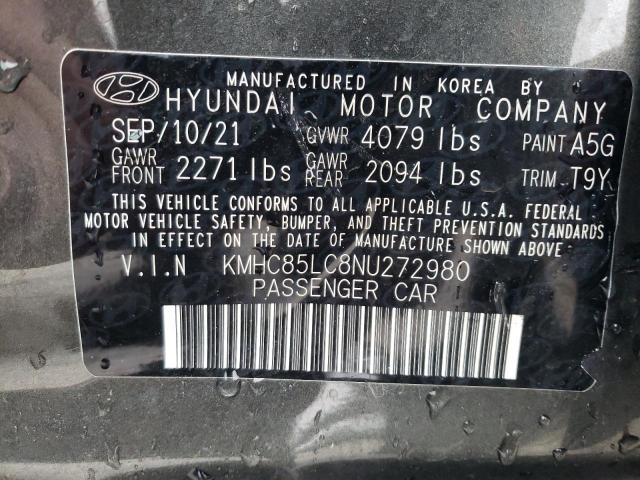 MANUFACTURED IN KOREA BY
HYUNDAI MOTOR COMPANY
SEP/10/21 GVWR 4079 lbs PAINT A5G
GAWR FRONT 2271 lbs GAWR REAR 2094 lbs TRIM T9Y
THIS VEHICLE CONFORMS TO ALL APPLICABLE U.S.A. FEDERAL
MOTOR VEHICLE SAFETY, BUMPER, AND THEFT PREVENTION STANDARDS
IN EFFECT ON THE DATE OF MANUFACTURE SHOWN ABOVE
V.I.N KMHC85LC8NU272980
PASSENGER CAR